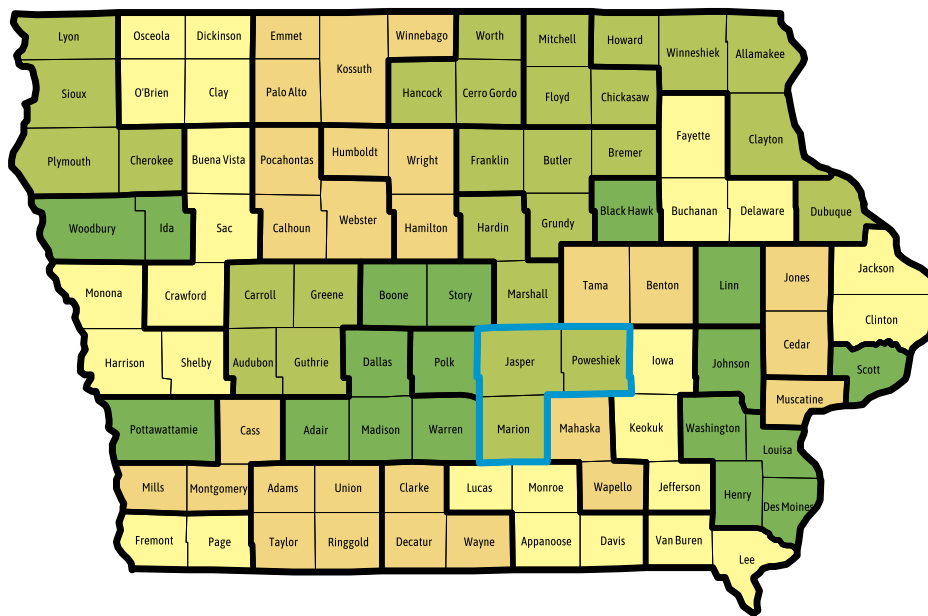 Lyon
Osceola
Dickinson
Emmet
Winnebago
Worth
Mitchell
Howard
Winneshiek
Allamakee
Kossuth
Sioux
O'Brien
Clay
Palo Alto
Hancock
Cerro Gordo
Floyd
Chickasaw
Fayette
Clayton
Plymouth
Cherokee
Buena Vista
Pocahontas
Humboldt
Wright
Franklin
Butler
Bremer
Woodbury
Ida
Sac
Calhoun
Webster
Hamilton
Hardin
Grundy
Black Hawk
Buchanan
Delaware
Dubuque
Monona
Crawford
Carroll
Greene
Boone
Story
Marshall
Tama
Benton
Linn
Jones
Jackson
Clinton
Harrison
Shelby
Audubon
Guthrie
Dallas
Polk
Jasper
Poweshiek
Iowa
Johnson
Cedar
Scott
Muscatine
Pottawattamie
Cass
Adair
Madison
Warren
Marion
Mahaska
Keokuk
Washington
Louisa
Mills
Montgomery
Adams
Union
Clarke
Lucas
Monroe
Wapello
Jefferson
Henry
Des Moines
Fremont
Page
Taylor
Ringgold
Decatur
Wayne
Appanoose
Davis
Van Buren
Lee